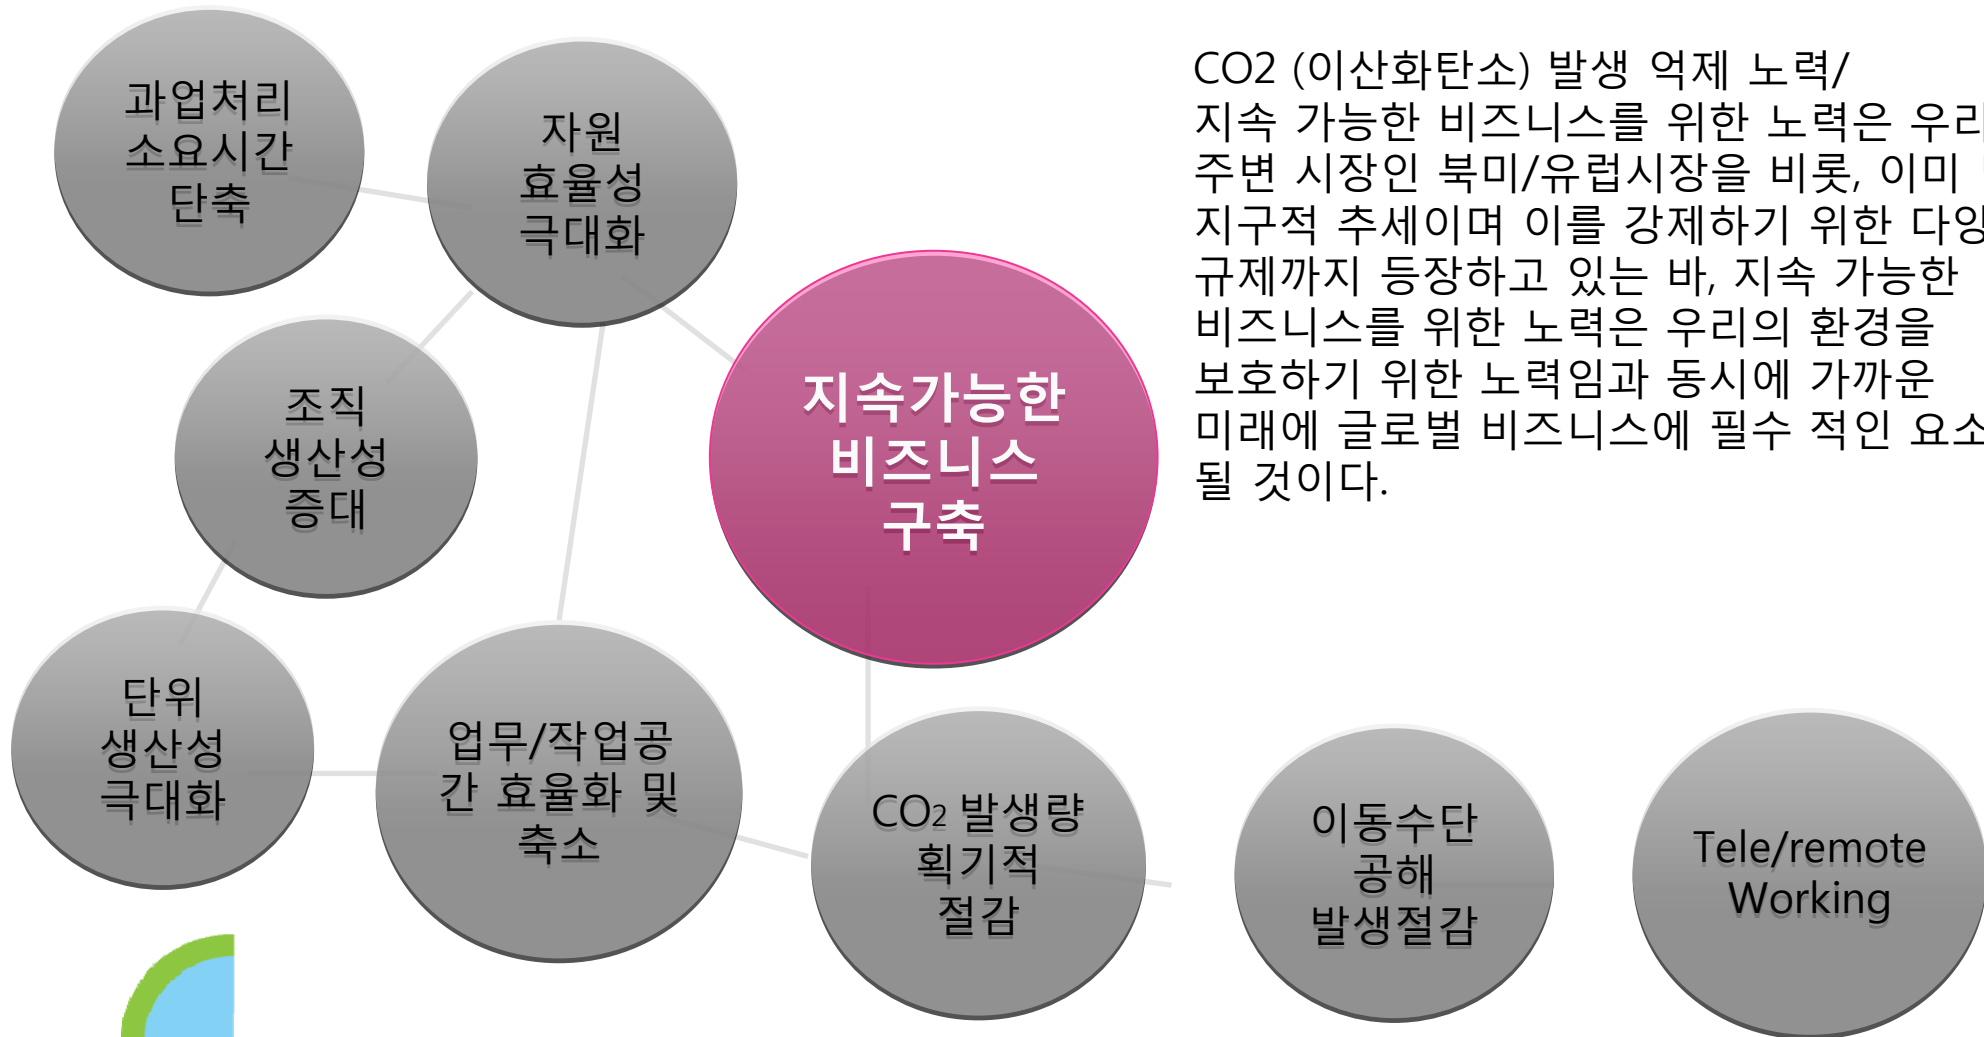 과업처리
소요시간
단축
자원
효율성
극대화
조직
생산성
증대
지속가능한
비즈니스
구축
단위
생산성
극대화
업무/작업공
간 효율화 및
축소
CO2 발생량
획기적
절감
이동수단
공해
발생절감
Tele/remote
Working
CO2 (이산화탄소) 발생 억제 노력/
지속 가능한 비즈니스를 위한 노력은 우리
주변 시장인 북미/유럽시장을 비롯, 이미
지구적 추세이며 이를 강제하기 위한 다양
규제까지 등장하고 있는 바, 지속 가능한
비즈니스를 위한 노력은 우리의 환경을
보호하기 위한 노력임과 동시에 가까운
미래에 글로벌 비즈니스에 필수 적인 요소
될 것이다.